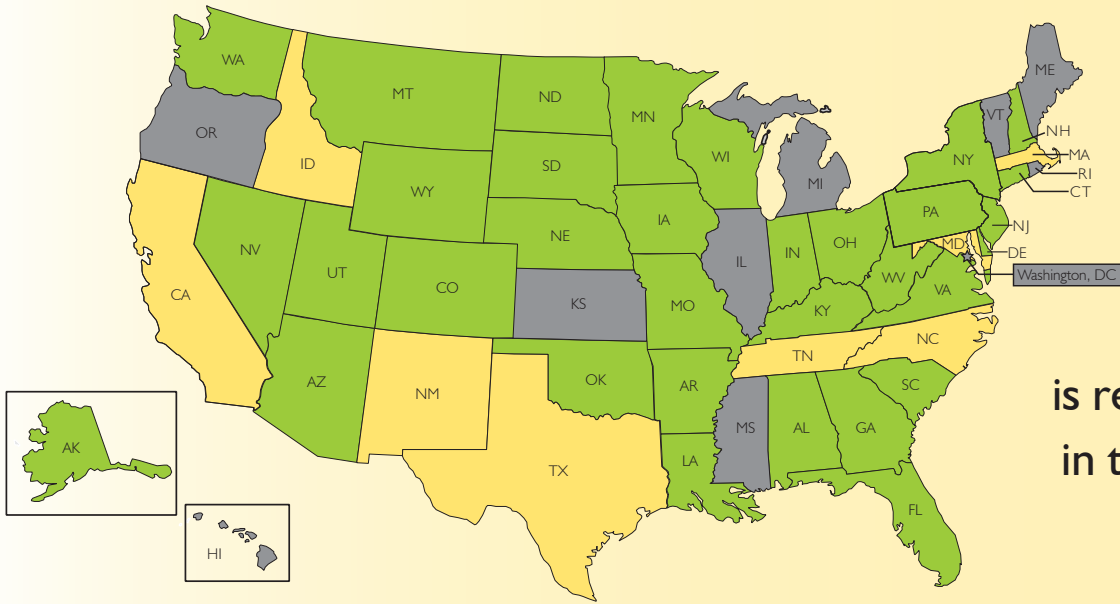 WA
MT
ND
MN
ME
VT
NH
OR
ID
SD
WI
NY
MA
RI
CT
WY
MI
PA
NJ
IA
NE
NV
UT
CO
IL
IN
OH
MD
DE
WV
VA
Washington, DC
CA
KS
MO
KY
TN
NC
AZ
NM
OK
AR
SC
MS
AL
GA
is re
in t
AK
TX
LA
FL
HI